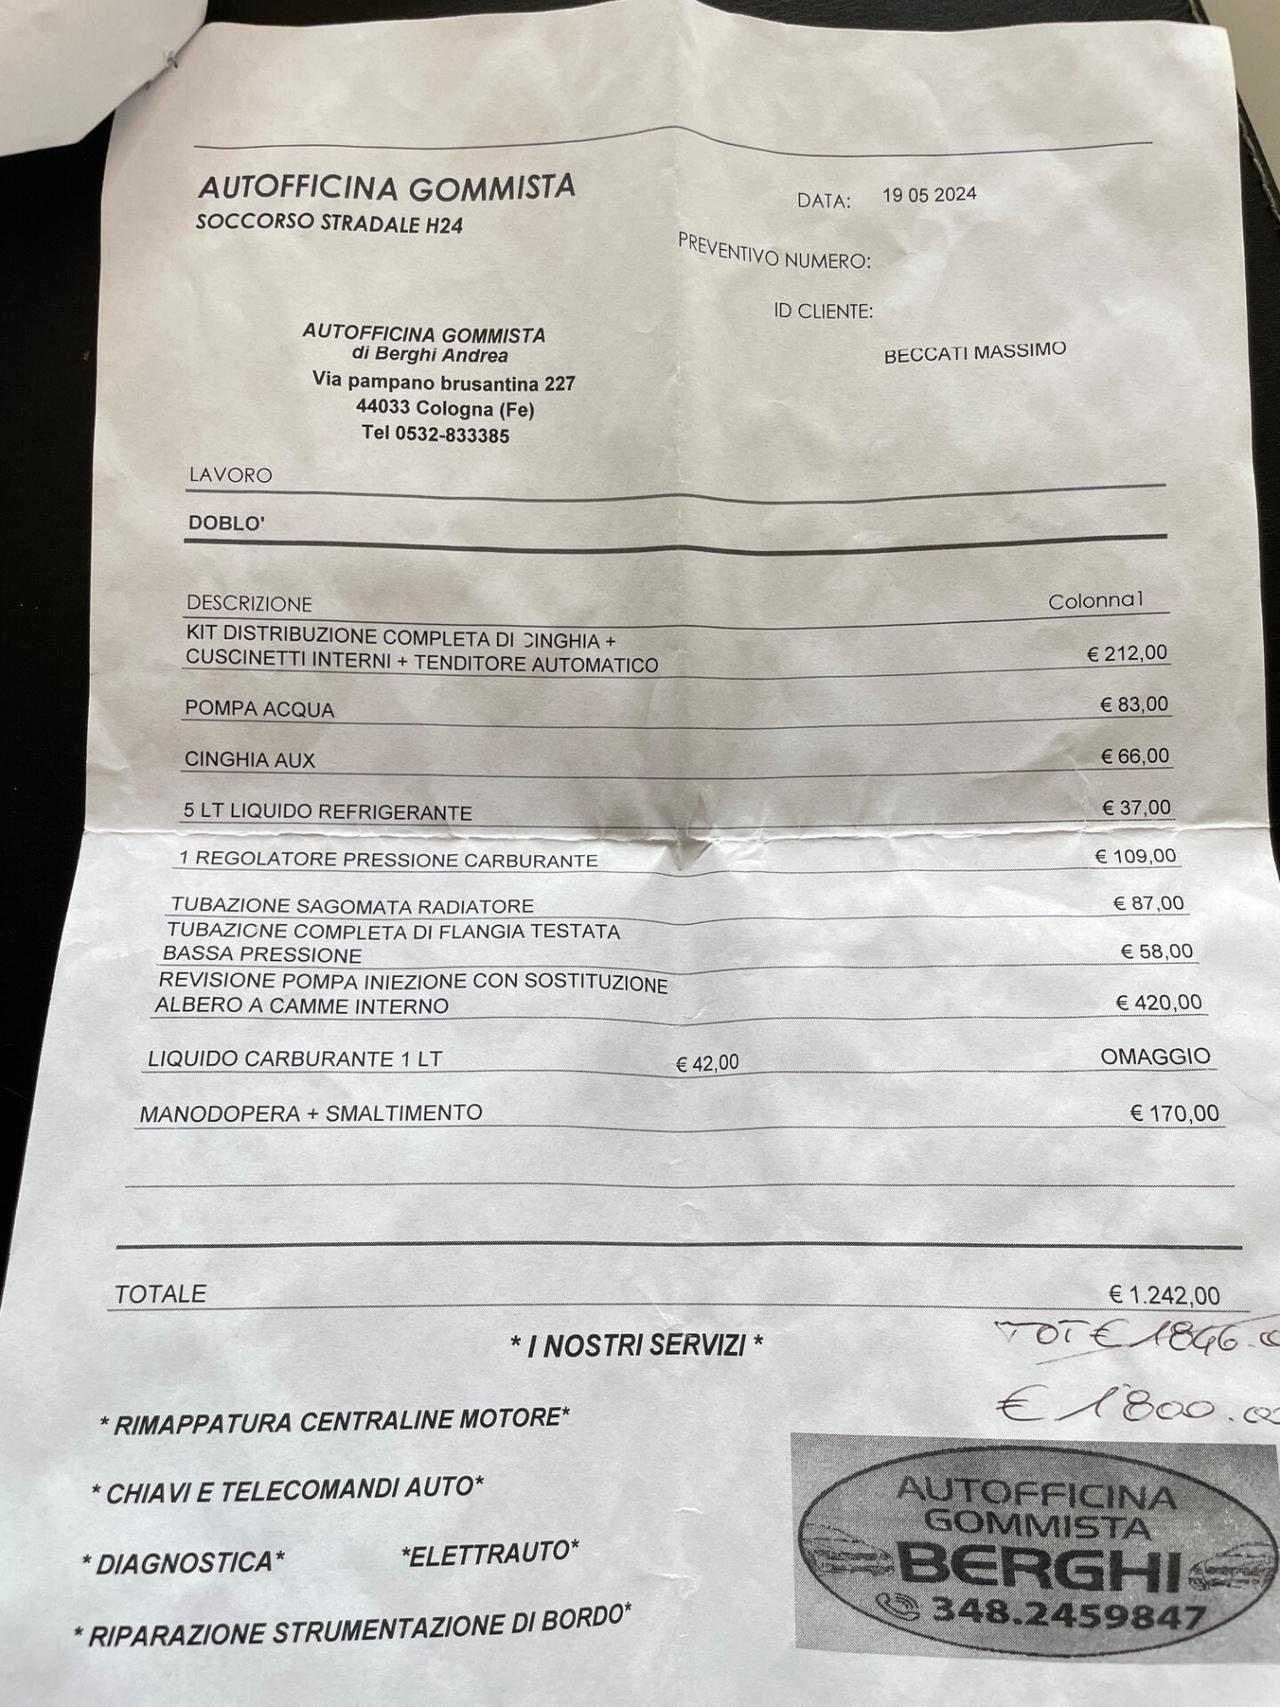 AUTOFFICINA GOMMISTA
SOCCORSO STRADALE H24
DATA: 19 05 2024
PREVENTIVO NUMERO:
ID CLIENTE:
BECCATI MASSIMO
AUTOFFICINA GOMMISTA
di Berghi Andrea
Via pampano brusantina 227
44033 Cologna (Fe)
Tel 0532-833385
LAVORO
DOBLO'
DESCRIZIONE Colonna1
KIT DISTRIBUZIONE COMPLETA DI CINGHIA +
CUSCINETTI INTERNI + TENDITORE AUTOMATICO € 212,00
POMPA ACQUA € 83,00
CINGHIA AUX € 66,00
5 LT LIQUIDO REFRIGERANTE € 37,00
1 REGOLATORE PRESSIONE CARBURANTE € 109,00
TUBAZIONE SAGOMATA RADIATORE € 87,00
TUBAZIONE COMPLETA DI FLANGIA TESTATA
BASSA PRESSIONE € 58,00
REVISIONE POMPA INIEZIONE CON SOSTITUZIONE
ALBERO A CAMME INTERNO € 420,00
LIQUIDO CARBURANTE 1 LT € 42,00 OMAGGIO
MANODOPERA + SMALTIMENTO € 170,00
TOTALE € 1.242,00
TOT € 1846.00
€ 1800.00
* I NOSTRI SERVIZI *
* RIMAPPATURA CENTRALINE MOTORE*
* CHIAVI E TELECOMANDI AUTO*
* DIAGNOSTICA* *ELETTRAUTO*
* RIPARAZIONE STRUMENTAZIONE DI BORDO*
AUTOFFICINA
GOMMISTA
BERGHI
348.2459847